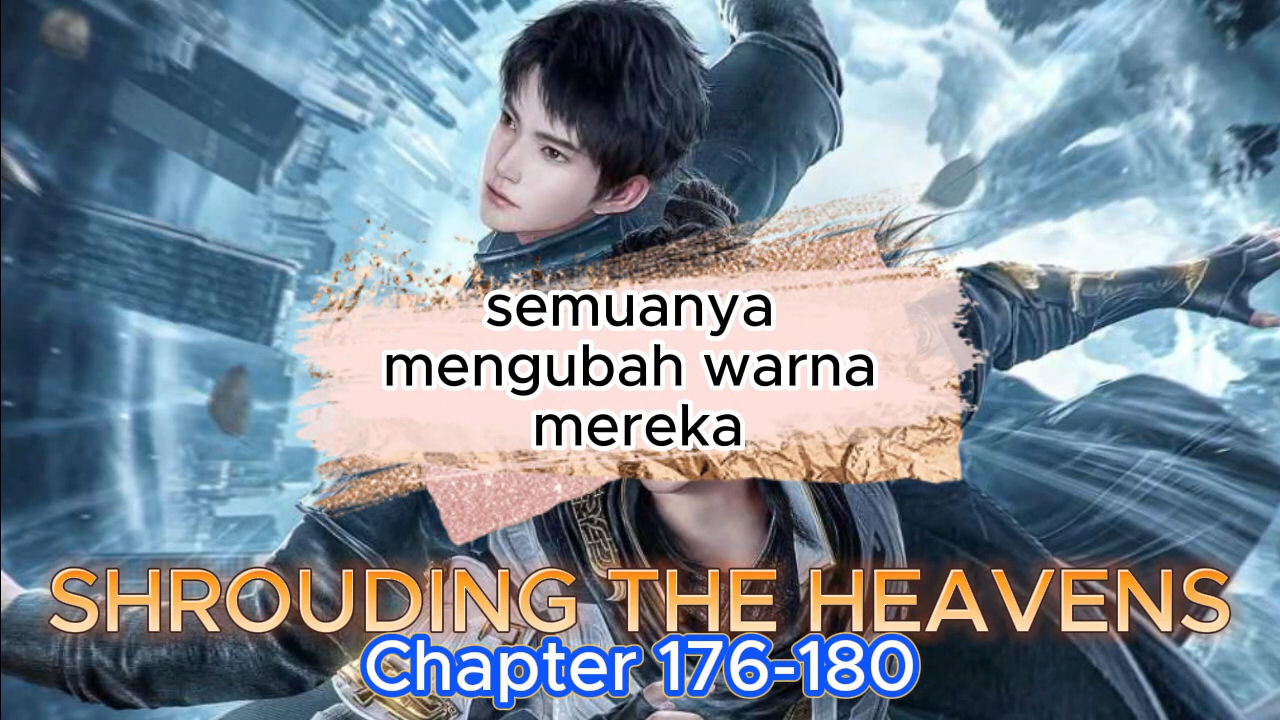 semuanya
mengubah warna
mereka
SHROUDING THE HEAVENS
Chapter 176-180